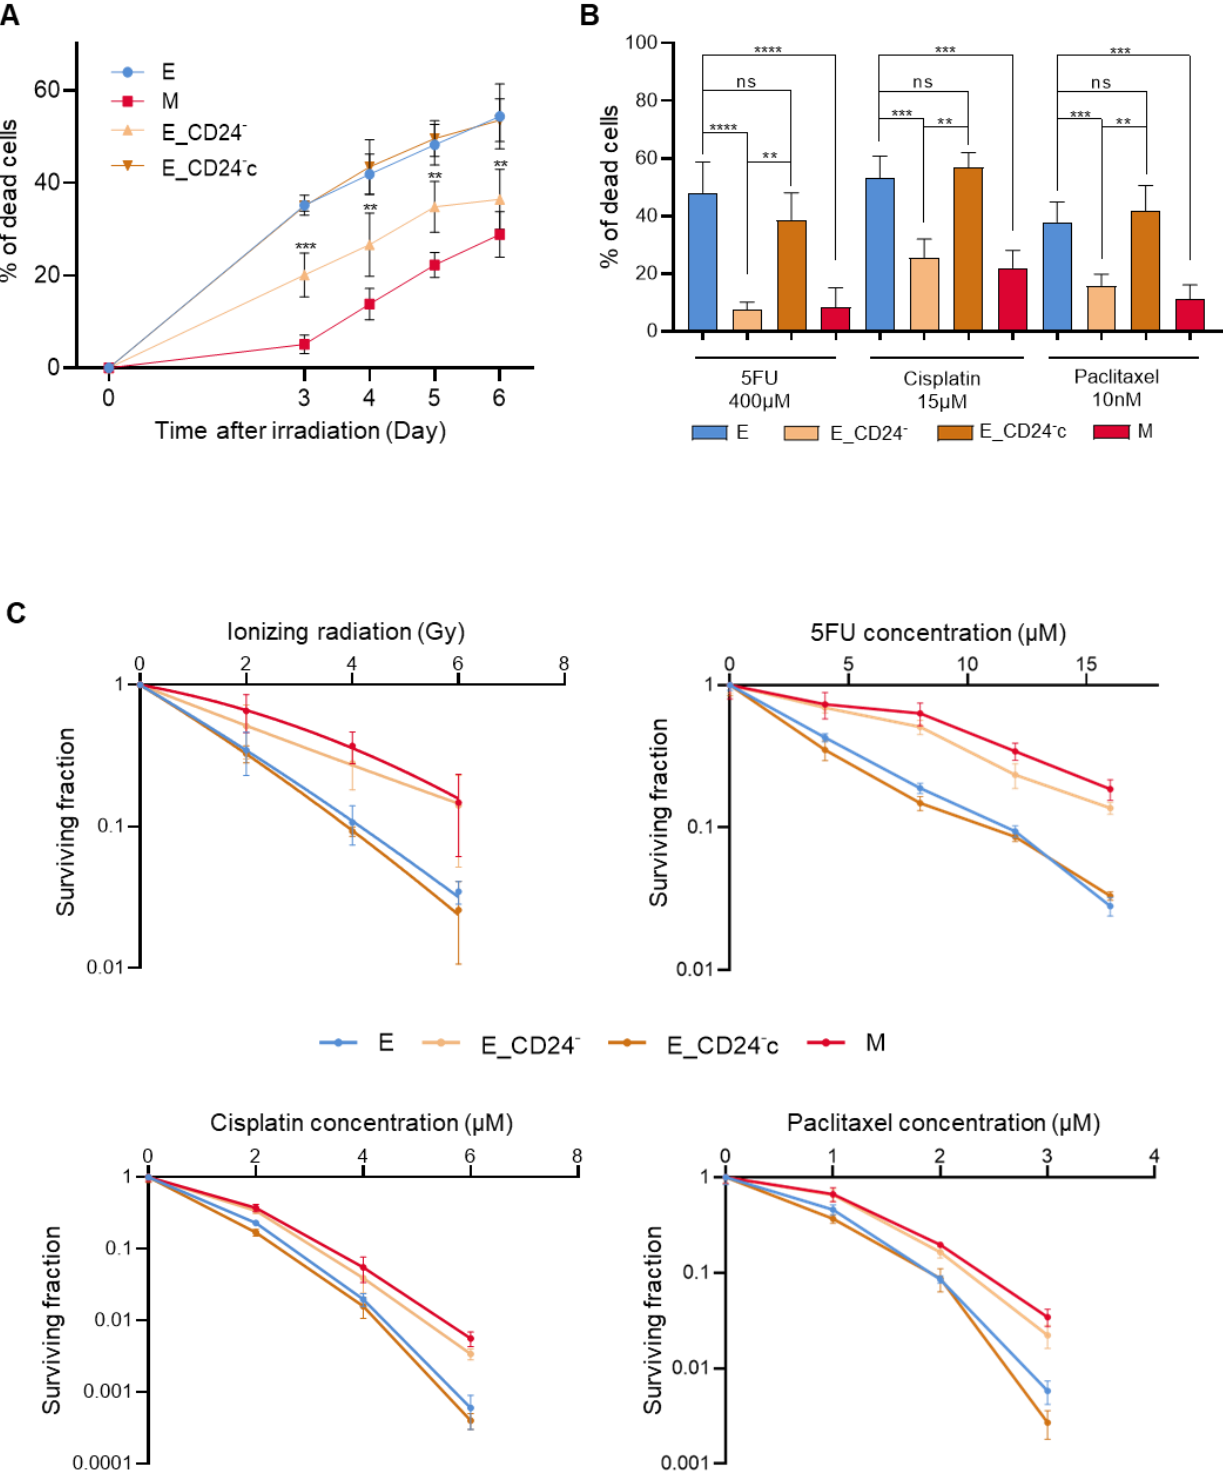 A
% of dead cells
60
40
20
0
E
M
E_CD24⁻
E_CD24⁻c
***
**
**
**
0 3 4 5 6
Time after irradiation (Day)
B
% of dead cells
100
80
60
40
20
0
**** *** ***
ns ns ns
**** ** *** ** *** **
5FU Cisplatin Paclitaxel
400µM 15µM 10nM
E E_CD24⁻ E_CD24⁻c M
C
Ionizing radiation (Gy)
0 2 4 6 8
Surviving fraction
1
0.1
0.01
5FU concentration (µM)
0 5 10 15
Surviving fraction
1
0.1
0.01
E E_CD24⁻ E_CD24⁻c M
Cisplatin concentration (µM)
0 2 4 6 8
Surviving fraction
1
0.1
0.01
0.001
0.0001
Paclitaxel concentration (µM)
0 1 2 3 4
Surviving fraction
1
0.1
0.01
0.001